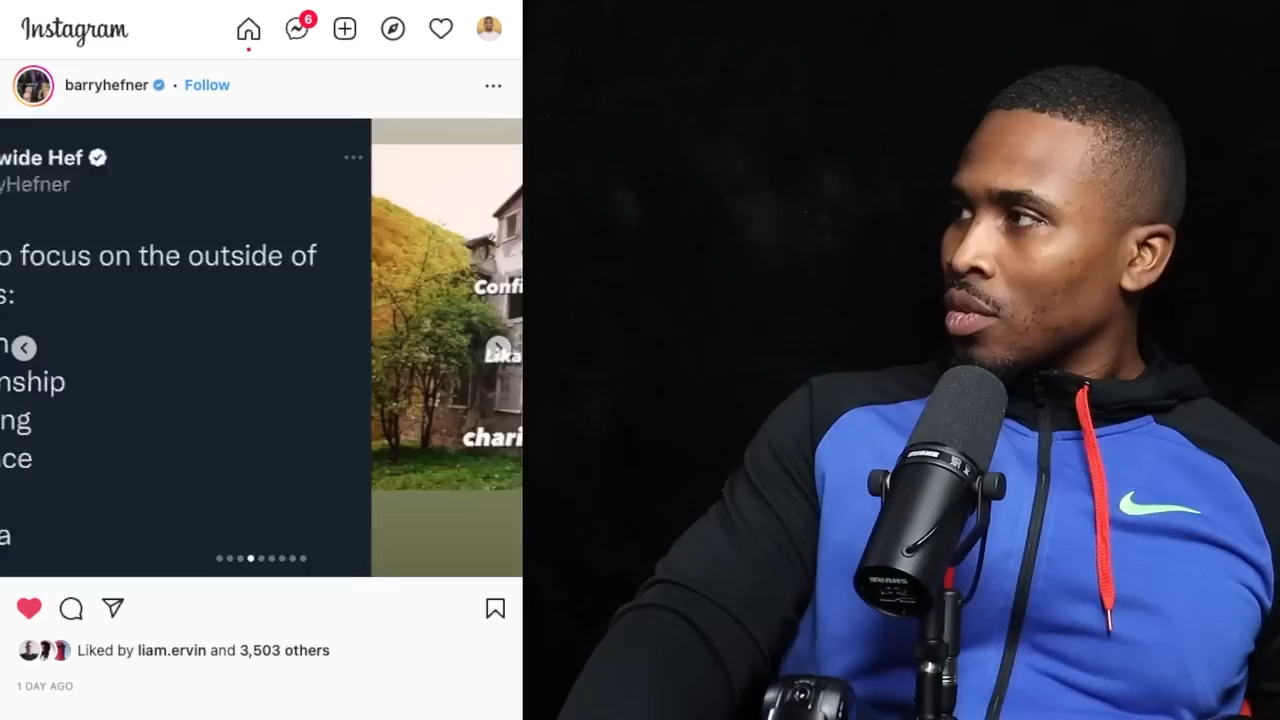 Instagram
6
barryhefner • Follow
wide Hef
yHefner
o focus on the outside of
s:
n
nship
ng
ce
a
Confi
Lika
chari
Liked by liam.ervin and 3,503 others
1 DAY AGO
SHURE